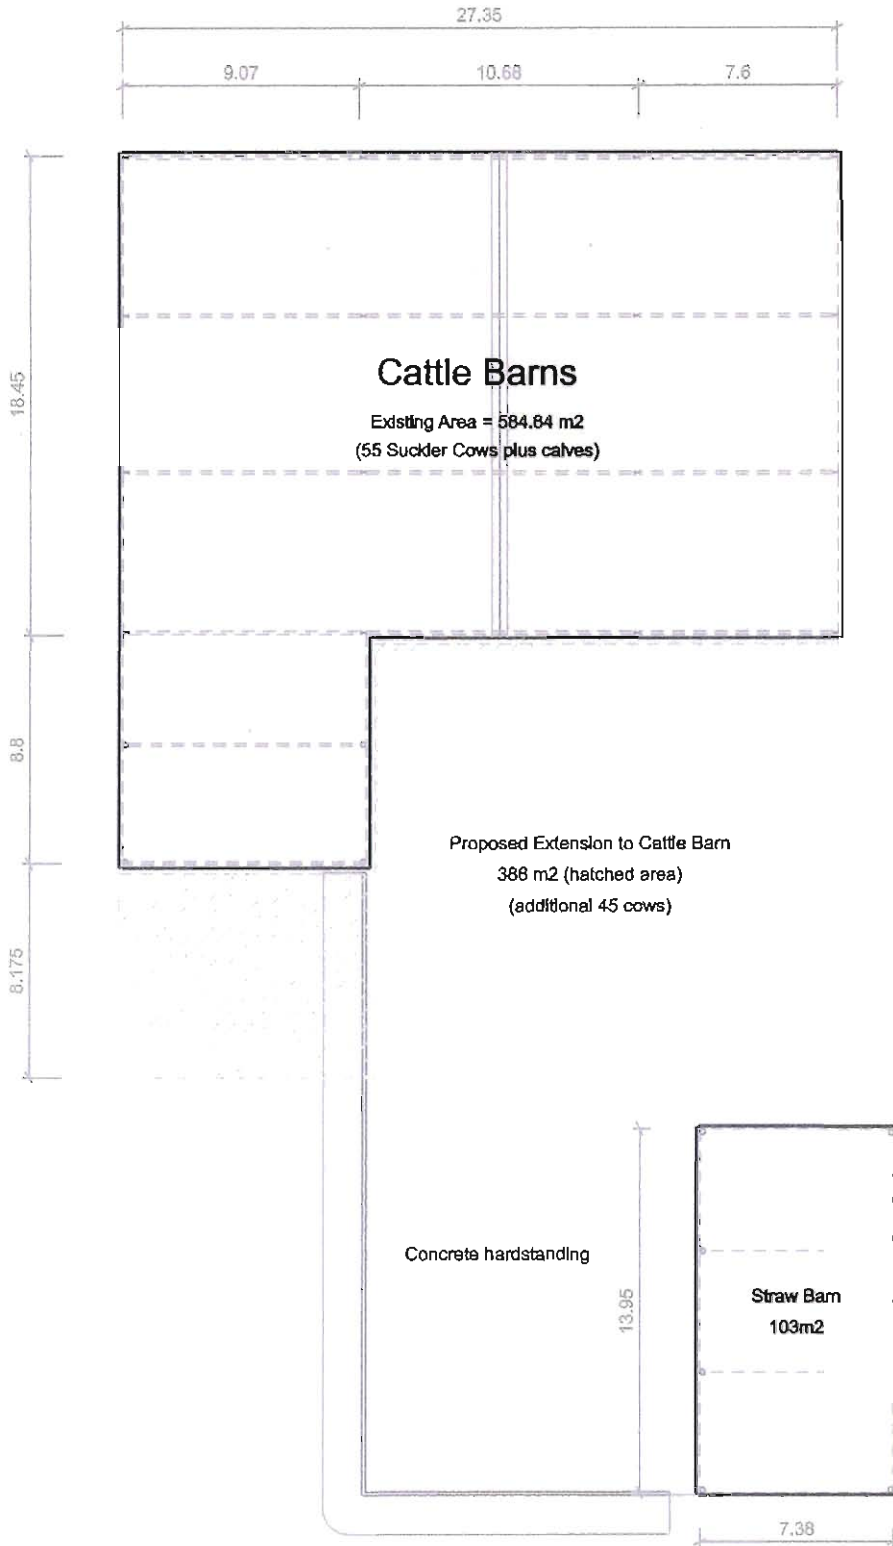 27.35
9.07
10.68
7.6
18.45
Cattle Barns
Existing Area = 584.64 m2
(55 Suckler Cows plus calves)
8.8
Proposed Extension to Cattle Barn
386 m2 (hatched area)
(additional 45 cows)
8.175
Concrete hardstanding
13.95
Straw Barn
103m2
7.38